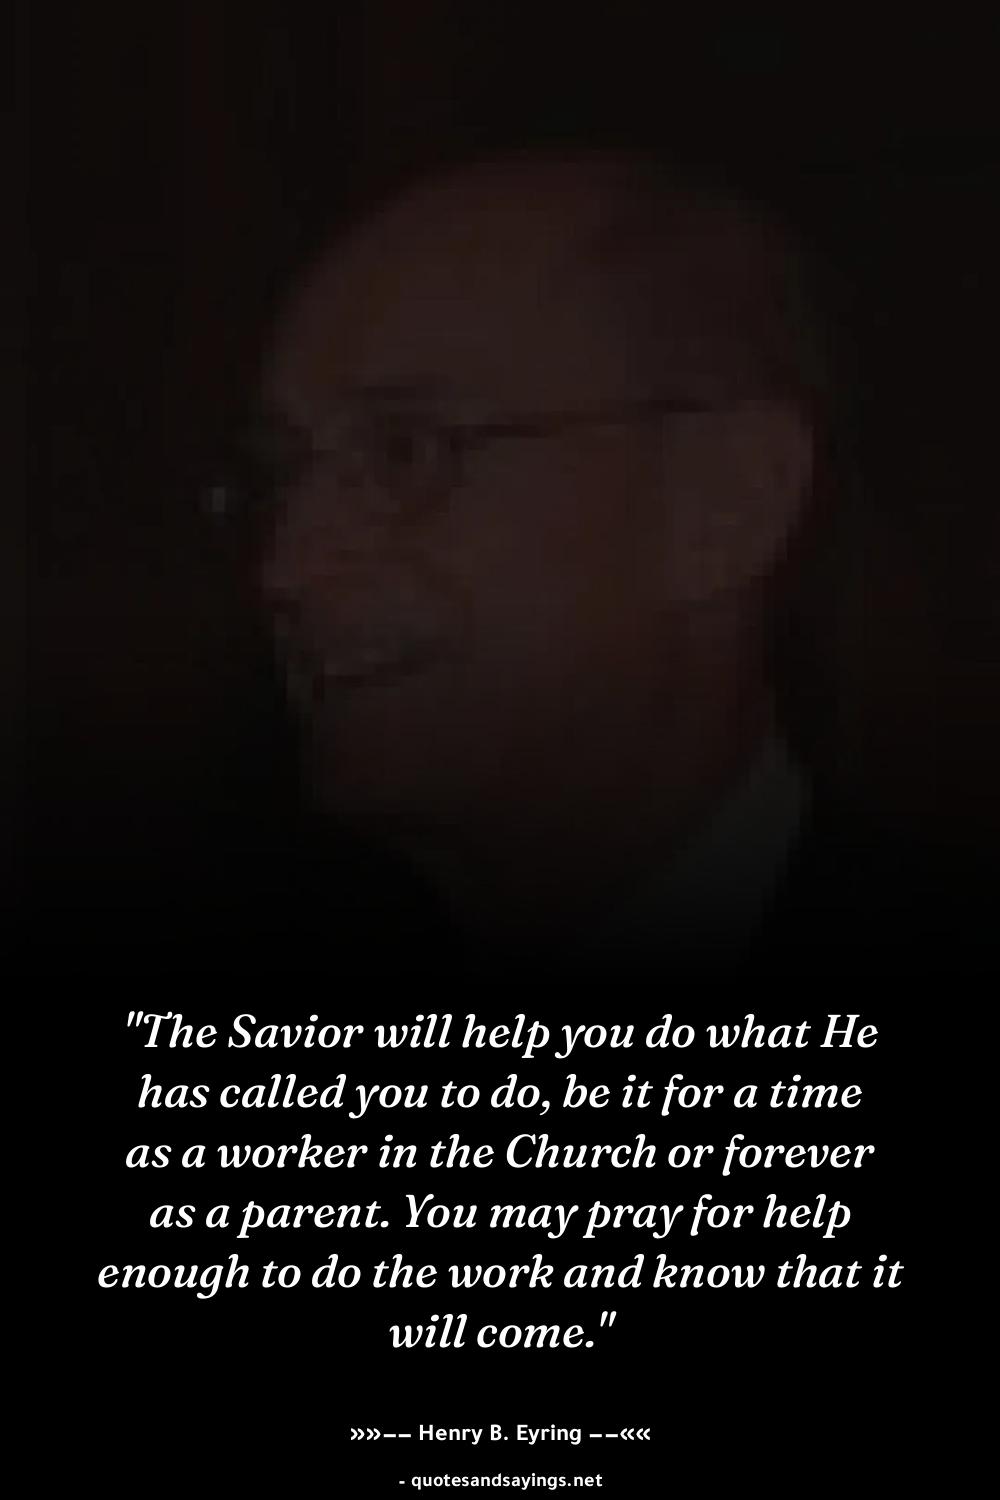 "The Savior will help you do what He
has called you to do, be it for a time
as a worker in the Church or forever
as a parent. You may pray for help
enough to do the work and know that it
will come."
»»–– Henry B. Eyring ––««
- quotesandsayings.net